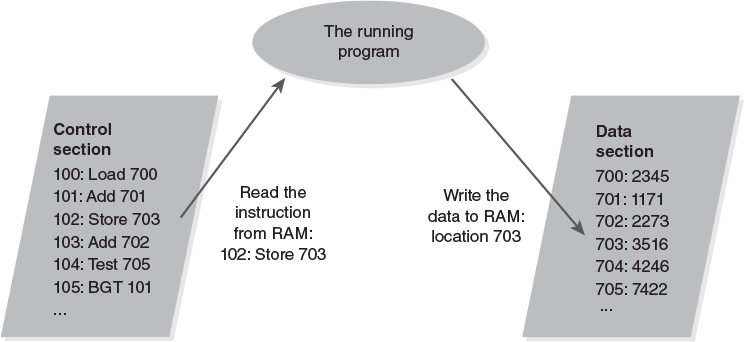 The running
program
Control
section
100: Load 700
101: Add 701
102: Store 703
103: Add 702
104: Test 705
105: BGT 101
...
Read the
instruction
from RAM:
102: Store 703
Write the
data to RAM:
location 703
Data
section
700: 2345
701: 1171
702: 2273
703: 3516
704: 4246
705: 7422
...